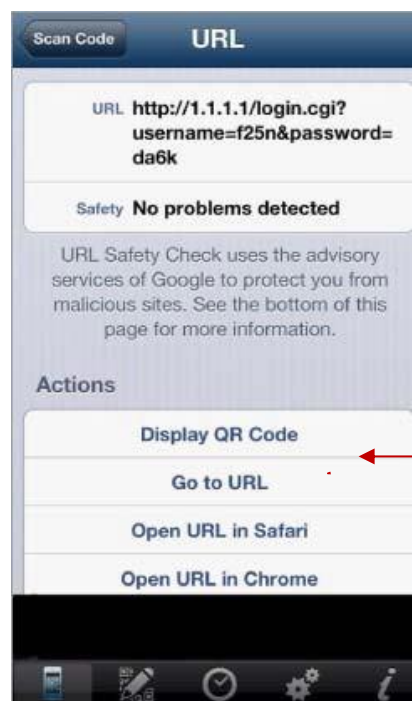 Scan Code URL
URL http://1.1.1.1/login.cgi?
username=f25n&password=
da6k
Safety No problems detected
URL Safety Check uses the advisory
services of Google to protect you from
malicious sites. See the bottom of this
page for more information.
Actions
Display QR Code
Go to URL
Open URL in Safari
Open URL in Chrome